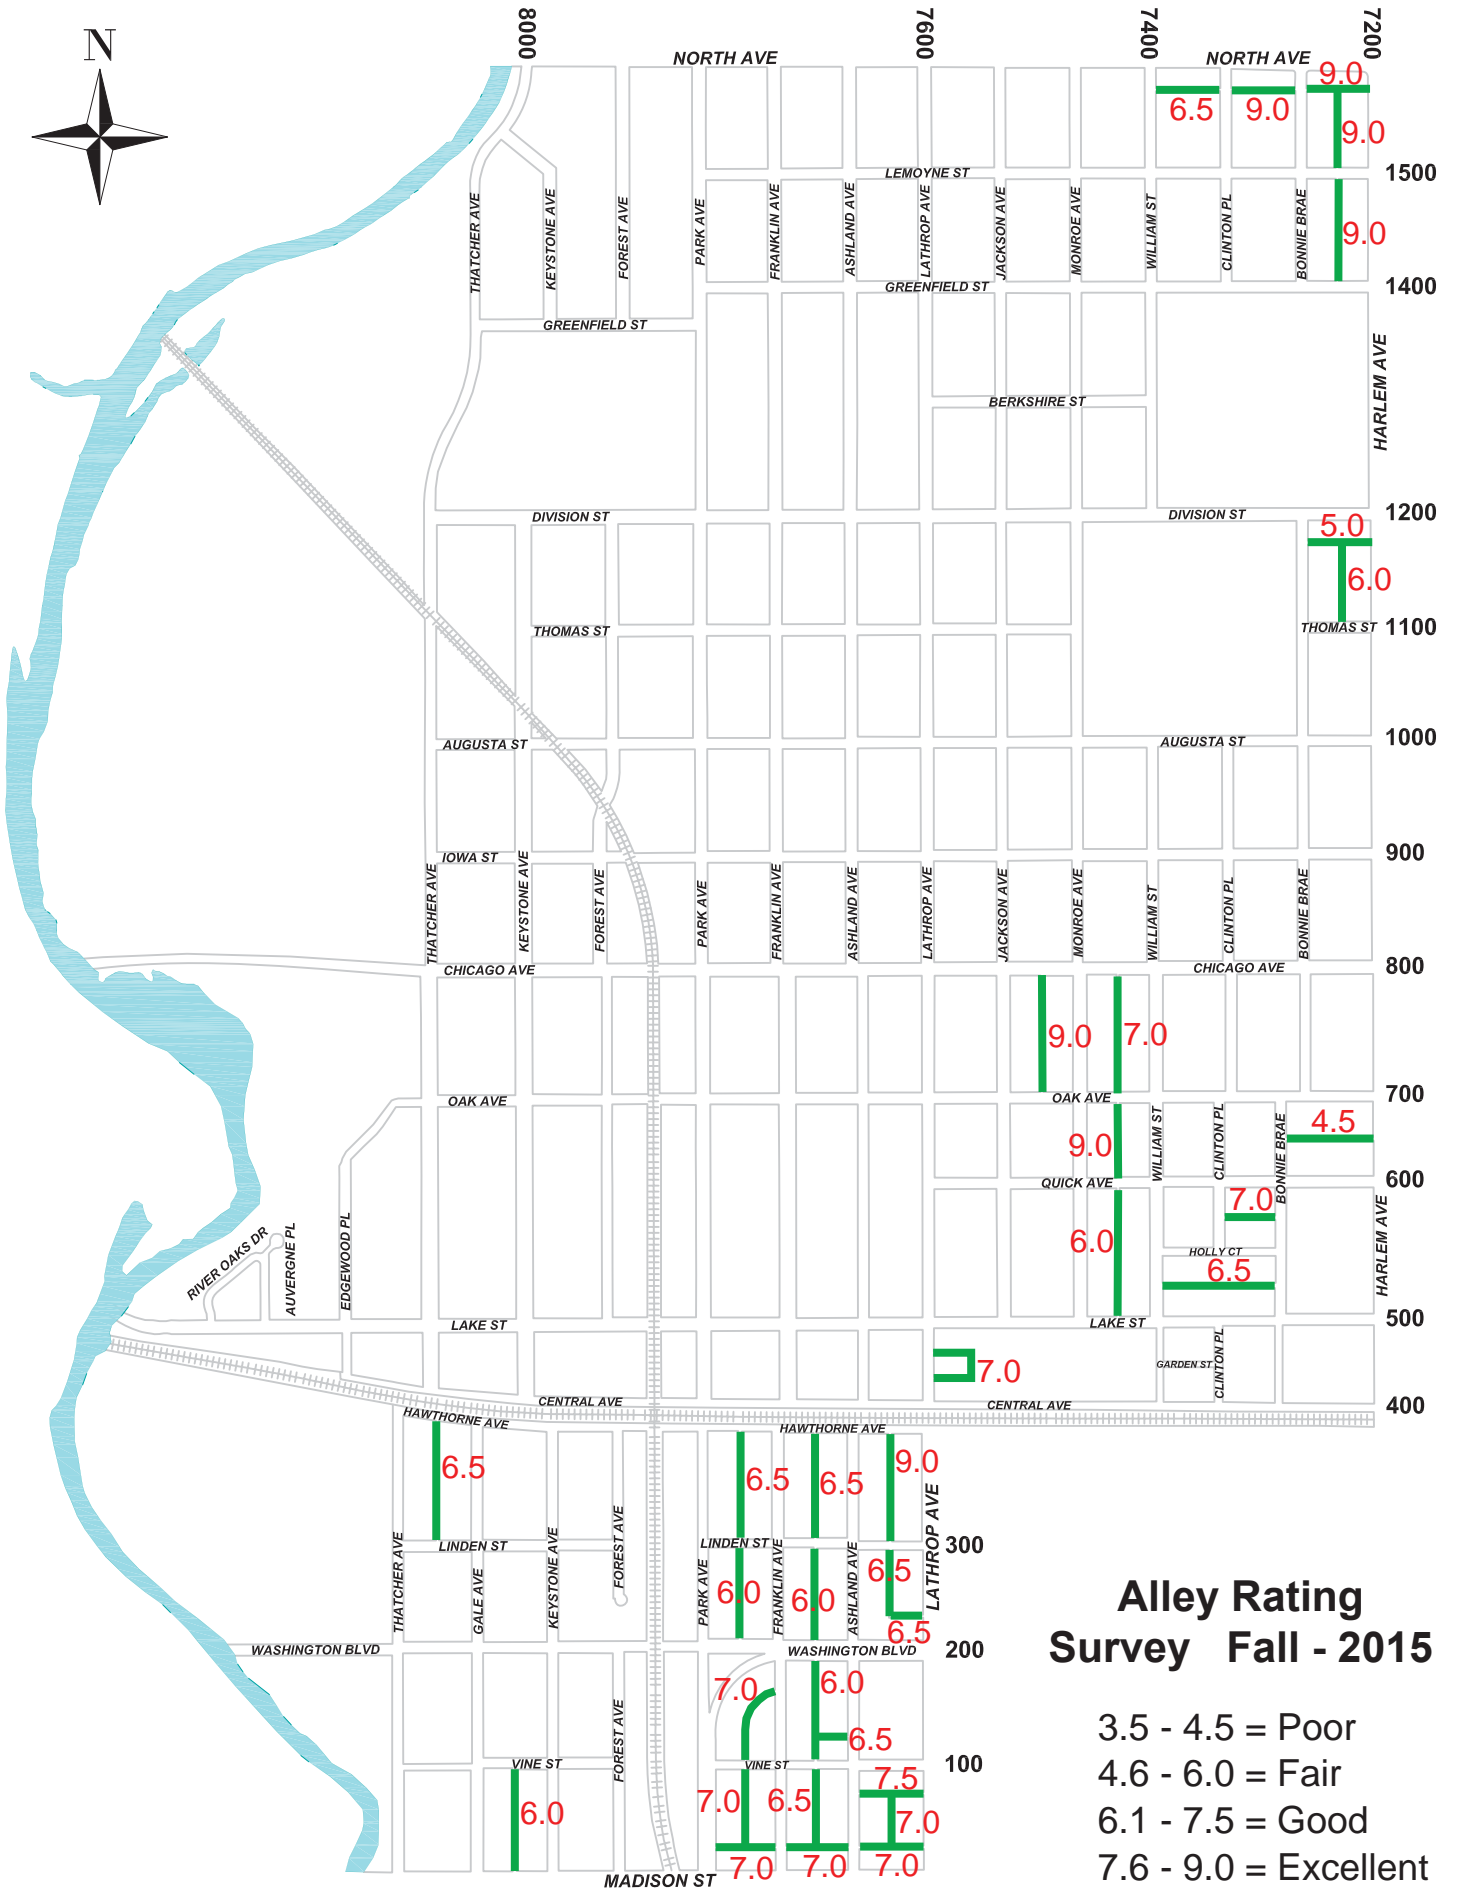 N
8000
7600
7400
7200
NORTH AVE
NORTH AVE
9.0
6.5
9.0
9.0
LEMOYNE ST
1500
THATCHER AVE
KEYSTONE AVE
FOREST AVE
PARK AVE
FRANKLIN AVE
ASHLAND AVE
LATHROP AVE
JACKSON AVE
MONROE AVE
WILLIAM ST
CLINTON PL
BONNIE BRAE
9.0
GREENFIELD ST
1400
GREENFIELD ST
HARLEM AVE
BERKSHIRE ST
DIVISION ST
DIVISION ST
1200
5.0
6.0
THOMAS ST
THOMAS ST
1100
AUGUSTA ST
AUGUSTA ST
1000
IOWA ST
900
THATCHER AVE
KEYSTONE AVE
FOREST AVE
PARK AVE
FRANKLIN AVE
ASHLAND AVE
LATHROP AVE
JACKSON AVE
MONROE AVE
WILLIAM ST
CLINTON PL
BONNIE BRAE
CHICAGO AVE
CHICAGO AVE
800
9.0
7.0
OAK AVE
OAK AVE
700
9.0
WILLIAM ST
CLINTON PL
BONNIE BRAE
4.5
QUICK AVE
600
7.0
RIVER OAKS DR
AUVERGNE PL
EDGEWOOD PL
6.0
HOLLY CT
6.5
HARLEM AVE
LAKE ST
LAKE ST
500
7.0
GARDEN ST
CLINTON PL
CENTRAL AVE
CENTRAL AVE
400
HAWTHORNE AVE
HAWTHORNE AVE
6.5
6.5
6.5
9.0
LINDEN ST
LINDEN ST
300
THATCHER AVE
GALE AVE
KEYSTONE AVE
FOREST AVE
PARK AVE
FRANKLIN AVE
ASHLAND AVE
LATHROP AVE
6.0
6.0
6.5
6.5
WASHINGTON BLVD
WASHINGTON BLVD
200
7.0
6.0
6.5
FOREST AVE
VINE ST
VINE ST
100
6.0
7.0
6.5
7.5
7.0
7.0
7.0
7.0
MADISON ST
Alley Rating
Survey Fall - 2015
3.5 - 4.5 = Poor
4.6 - 6.0 = Fair
6.1 - 7.5 = Good
7.6 - 9.0 = Excellent